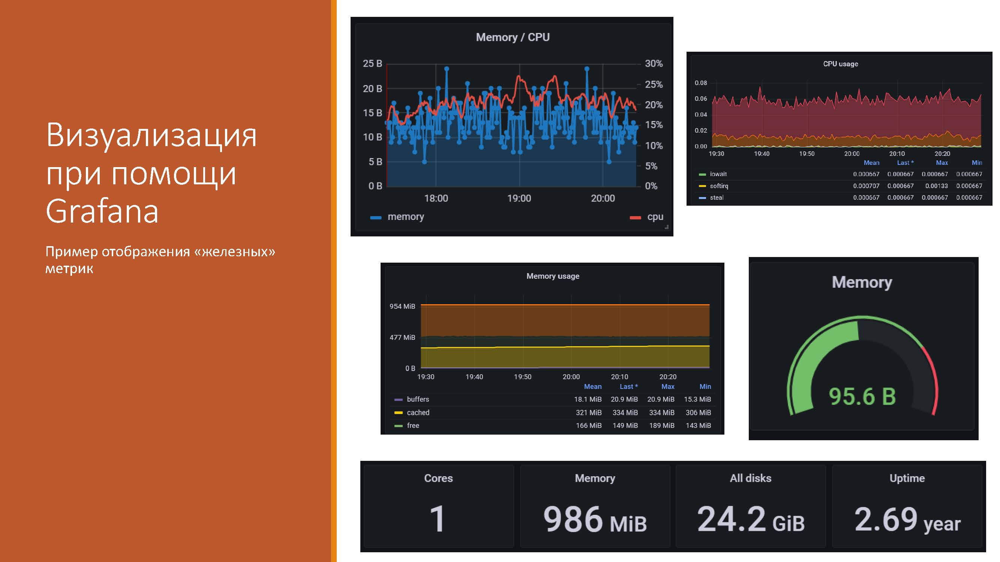 Визуализация
при помощи
Grafana
Пример отображения «железных»
метрик
Memory / CPU
25 B
20 B
15 B
10 B
5 B
0 B
30%
25%
20%
15%
10%
5%
0%
18:00 19:00 20:00
memory cpu
CPU usage
0.08
0.06
0.04
0.02
0.00
19:30 19:40 19:50 20:00 20:10 20:20
Mean Last * Max Min
iowait 0.000667 0.000667 0.000667 0.000667
softirq 0.000707 0.000667 0.00133 0.000667
steal 0.000667 0.000667 0.000667 0.000667
Memory usage
954 MiB
477 MiB
0 B
19:30 19:40 19:50 20:00 20:10 20:20
Mean Last * Max Min
buffers 18.1 MiB 20.9 MiB 20.9 MiB 15.3 MiB
cached 321 MiB 334 MiB 334 MiB 306 MiB
free 166 MiB 149 MiB 189 MiB 143 MiB
Memory
95.6 B
Cores
1
Memory
986 MiB
All disks
24.2 GiB
Uptime
2.69 year